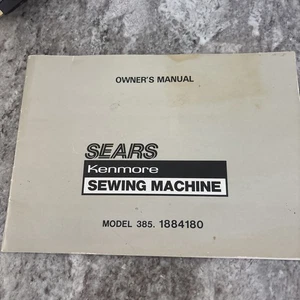 OWNER'S MANUAL
SEARS
Kenmore
SEWING MACHINE
MODEL 385. 1884180